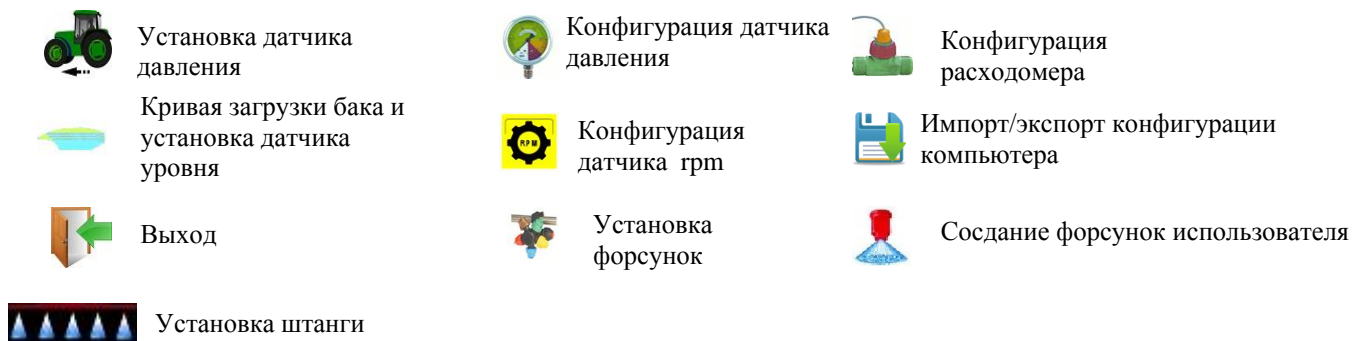 Установка датчика
давления
Конфигурация датчика
давления
Конфигурация
расходомера
Кривая загрузки бака и
установка датчика
уровня
RPM
Конфигурация
датчика rpm
Импорт/экспорт конфигурации
компьютера
Выход
Установка
форсунок
Сосдание форсунок использователя
Установка штанги